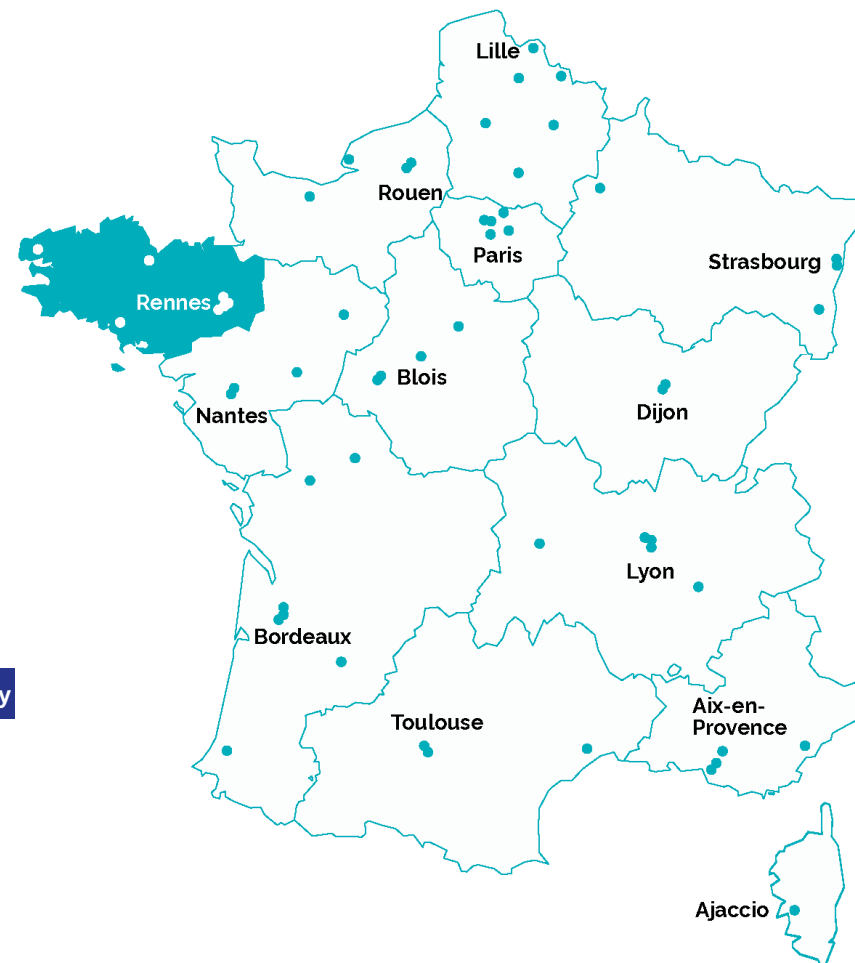 Lille
Rouen
Paris
Strasbourg
Rennes
Blois
Nantes
Dijon
Lyon
Bordeaux
y
Aix-en-
Provence
Toulouse
Ajaccio